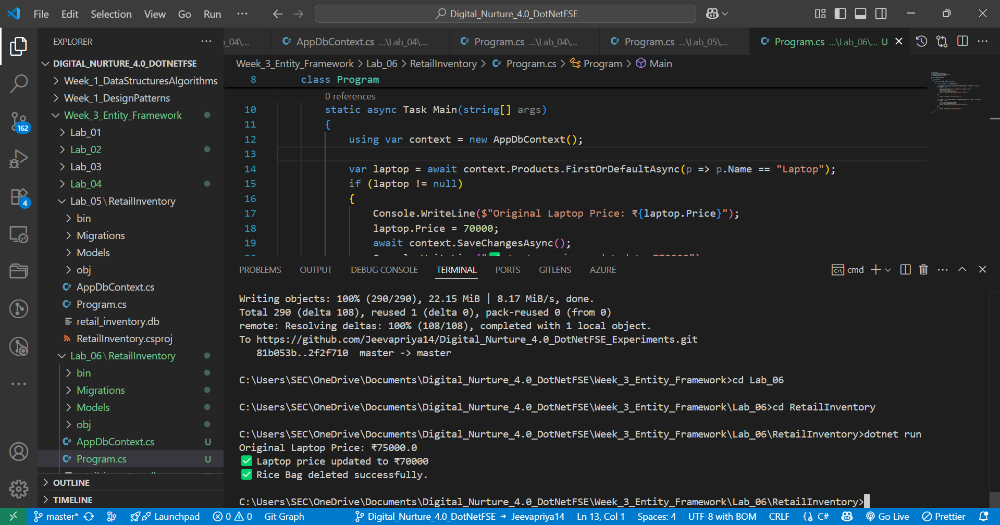 File Edit Selection View Go Run ··· Digital_Nurture_4.0_DotNetFSE
EXPLORER ···
_04\... AppDbContext.cs ...\Lab_04\... Program.cs ...\Lab_04\... Program.cs ...\Lab_05\... Program.cs ...\Lab_06\... U
Week_3_Entity_Framework > Lab_06 > RetailInventory > Program.cs > Program > Main
DIGITAL_NURTURE_4.0_DOTNETFSE
Week_1_DataStructuresAlgorithms
Week_1_DesignPatterns
Week_3_Entity_Framework
Lab_01
Lab_02
Lab_03
Lab_04
Lab_05\RetailInventory
bin
Migrations
Models
obj
AppDbContext.cs
Program.cs
retail_inventory.db
RetailInventory.csproj
Lab_06\RetailInventory
bin
Migrations
Models
obj
AppDbContext.cs U
Program.cs U
OUTLINE
TIMELINE
162
4
8 class Program
0 references
10 static async Task Main(string[] args)
11 {
12 using var context = new AppDbContext();
13
14 var laptop = await context.Products.FirstOrDefaultAsync(p => p.Name == "Laptop");
15 if (laptop != null)
16 {
17 Console.WriteLine($"Original Laptop Price: ₹{laptop.Price}");
18 laptop.Price = 70000;
19 await context.SaveChangesAsync();
PROBLEMS OUTPUT DEBUG CONSOLE TERMINAL PORTS GITLENS AZURE cmd
Writing objects: 100% (290/290), 22.15 MiB | 8.17 MiB/s, done.
Total 290 (delta 108), reused 1 (delta 0), pack-reused 0 (from 0)
remote: Resolving deltas: 100% (108/108), completed with 1 local object.
To https://github.com/Jeevapriya14/Digital_Nurture_4.0_DotNetFSE_Experiments.git
81b053b..2f2f710 master -> master
C:\Users\SEC\OneDrive\Documents\Digital_Nurture_4.0_DotNetFSE\Week_3_Entity_Framework>cd Lab_06
C:\Users\SEC\OneDrive\Documents\Digital_Nurture_4.0_DotNetFSE\Week_3_Entity_Framework\Lab_06>cd RetailInventory
C:\Users\SEC\OneDrive\Documents\Digital_Nurture_4.0_DotNetFSE\Week_3_Entity_Framework\Lab_06\RetailInventory>dotnet run
Original Laptop Price: ₹75000.0
✅ Laptop price updated to ₹70000
✅ Rice Bag deleted successfully.
C:\Users\SEC\OneDrive\Documents\Digital_Nurture_4.0_DotNetFSE\Week_3_Entity_Framework\Lab_06\RetailInventory>
master* Launchpad 0 0 Git Graph Digital_Nurture_4.0_DotNetFSE → Jeevapriya14 Ln 13, Col 1 Spaces: 4 UTF-8 with BOM CRLF {} C# Go Live Prettier